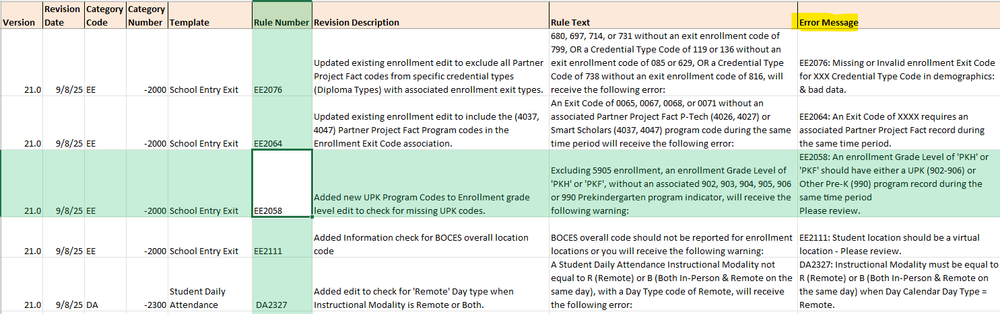 Version Revision Date Category Code Category Number Template Rule Number Revision Description Rule Text Error Message
680, 697, 714, or 731 without an exit enrollment code of
799, OR a Credential Type Code of 119 or 136 without an
exit enrollment code of 085 or 629, OR a Credential Type
Code of 738 without an exit enrollment code of 816, will
receive the following error:
Updated existing enrollment edit to exclude all Partner
Project Fact codes from specific credential types
(Diploma Types) with associated enrollment exit types.
EE2076: Missing or Invalid enrollment Exit Code
for XXX Credential Type Code in demographics:
& bad data.
21.0 9/8/25 EE -2000 School Entry Exit EE2076
An Exit Code of 0065, 0067, 0068, or 0071 without an
associated Partner Project Fact P-Tech (4026, 4027) or
Smart Scholars (4037, 4047) program code during the same
time period will receive the following error:
Updated existing enrollment edit to include the (4037,
4047) Partner Project Fact Program codes in the
Enrollment Exit Code association.
EE2064: An Exit Code of XXXX requires an
associated Partner Project Fact record during
the same time period.
21.0 9/8/25 EE -2000 School Entry Exit EE2064
Excluding 5905 enrollment, an enrollment Grade Level of
'PKH' or 'PKF', without an associated 902, 903, 904, 905, 906
or 990 Prekindergarten program indicator, will receive the
following warning:
Added new UPK Program Codes to Enrollment grade
level edit to check for missing UPK codes.
EE2058: An enrollment Grade Level of 'PKH' or
'PKF' should have either a UPK (902-906) or
Other Pre-K (990) program record during the
same time period
Please review.
21.0 9/8/25 EE -2000 School Entry Exit EE2058
Added Information check for BOCES overall location
code
BOCES overall code should not be reported for enrollment
locations or you will receive the following warning:
EE2111: Student location should be a virtual
location - Please review.
21.0 9/8/25 EE -2000 School Entry Exit EE2111
A Student Daily Attendance Instructional Modality not
equal to R (Remote) or B (Both In-Person & Remote on the
same day), with a Day Type code of Remote, will receive
the following error:
Added edit to check for 'Remote' Day type when
Instructional Modality is Remote or Both.
DA2327: Instructional Modality must be equal to
R (Remote) or B (Both In-Person & Remote on
the same day) when Day Calendar Day Type =
Remote.
Student Daily
21.0 9/8/25 DA -2300 Attendance DA2327